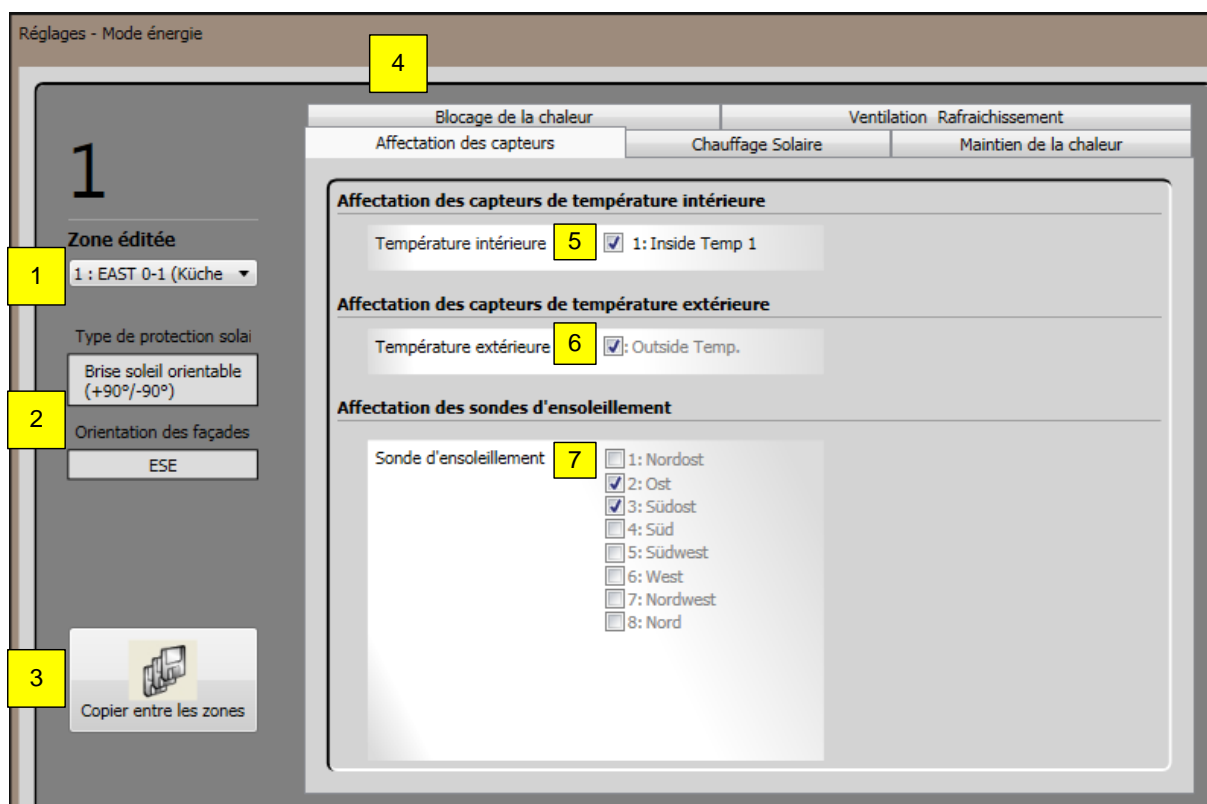 Réglages - Mode énergie
4
Blocage de la chaleur
Ventilation Rafraichissement
Affectation des capteurs
Chauffage Solaire
Maintien de la chaleur
1
Zone éditée
1
1 : EAST 0-1 (Küche
Type de protection solai
Brise soleil orientable
(+90°/-90°)
2
Orientation des façades
ESE
3
Copier entre les zones
Affectation des capteurs de température intérieure
Température intérieure 5 1: Inside Temp 1
Affectation des capteurs de température extérieure
Température extérieure 6 : Outside Temp.
Affectation des sondes d'ensoleillement
Sonde d'ensoleillement 7 1: Nordost
2: Ost
3: Südost
4: Süd
5: Südwest
6: West
7: Nordwest
8: Nord